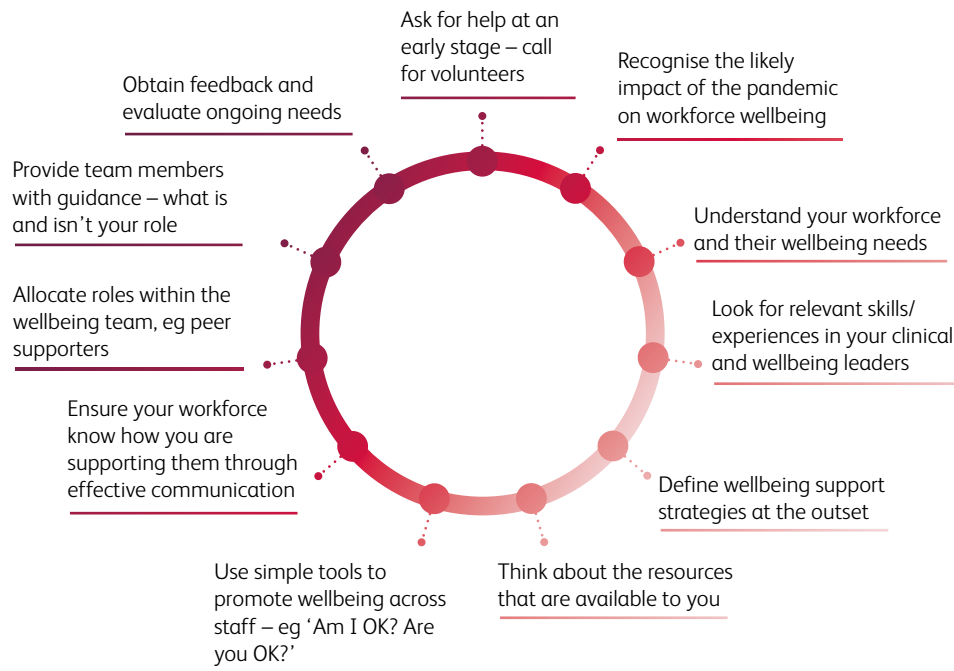 Ask for help at an
early stage – call
for volunteers
Recognise the likely
impact of the pandemic
on workforce wellbeing
Understand your workforce
and their wellbeing needs
Look for relevant skills/
experiences in your clinical
and wellbeing leaders
Define wellbeing support
strategies at the outset
Think about the resources
that are available to you
Use simple tools to
promote wellbeing across
staff – eg ‘Am I OK? Are
you OK?’
Ensure your workforce
know how you are
supporting them through
effective communication
Allocate roles within the
wellbeing team, eg peer
supporters
Provide team members
with guidance – what is
and isn’t your role
Obtain feedback and
evaluate ongoing needs